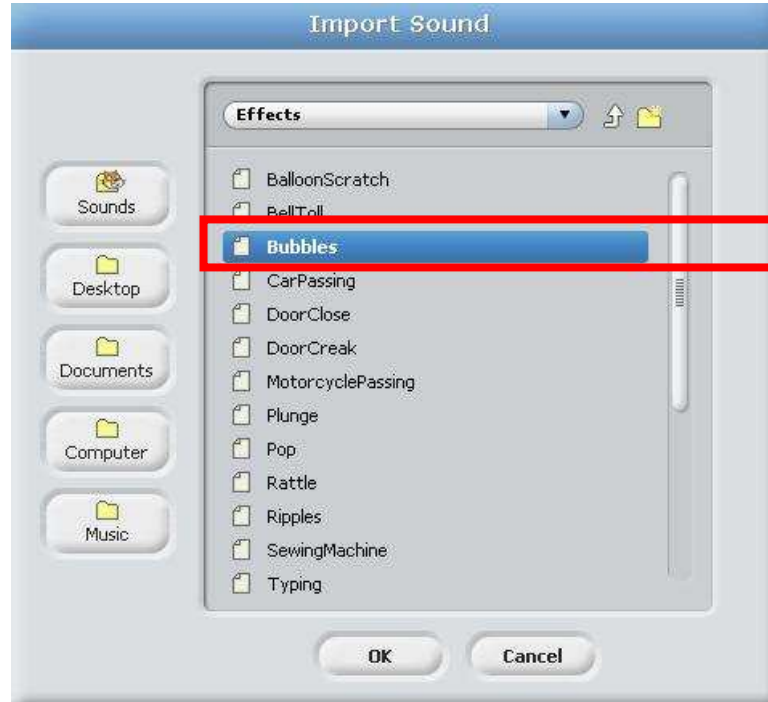 Import Sound
Effects
Sounds
Desktop
Documents
Computer
Music
BalloonScratch
BellToll
Bubbles
CarPassing
DoorClose
DoorCreak
MotorcyclePassing
Plunge
Pop
Rattle
Ripples
SewingMachine
Typing
OK
Cancel